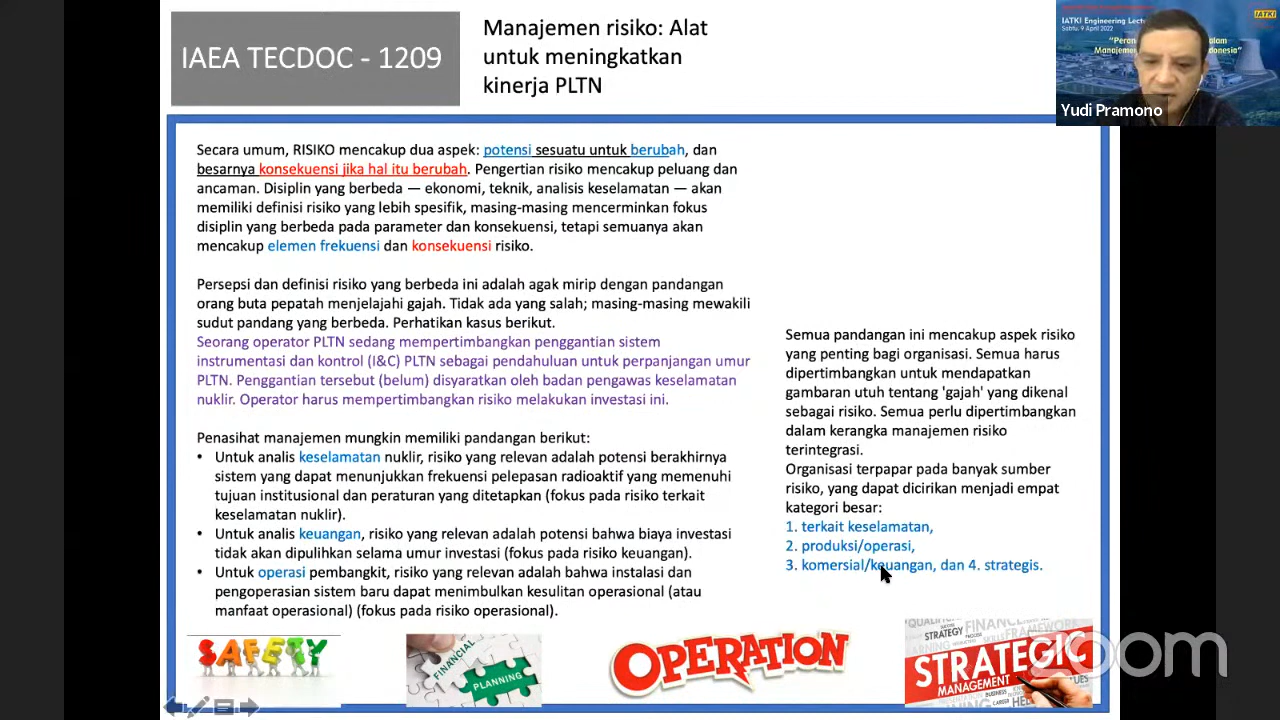 IAEA TECDOC - 1209
Manajemen risiko: Alat
untuk meningkatkan
kinerja PLTN
IATKI Engineering Lectu
Sabtu, 9 April 2022
IATKI
Yudi Pramono
Secara umum, RISIKO mencakup dua aspek: potensi sesuatu untuk berubah, dan
besarnya konsekuensi jika hal itu berubah. Pengertian risiko mencakup peluang dan
ancaman. Disiplin yang berbeda — ekonomi, teknik, analisis keselamatan — akan
memiliki definisi risiko yang lebih spesifik, masing-masing mencerminkan fokus
disiplin yang berbeda pada parameter dan konsekuensi, tetapi semuanya akan
mencakup elemen frekuensi dan konsekuensi risiko.
Persepsi dan definisi risiko yang berbeda ini adalah agak mirip dengan pandangan
orang buta pepatah menjelajahi gajah. Tidak ada yang salah; masing-masing mewakili
sudut pandang yang berbeda. Perhatikan kasus berikut.
Seorang operator PLTN sedang mempertimbangkan penggantian sistem
instrumentasi dan kontrol (I&C) PLTN sebagai pendahuluan untuk perpanjangan umur
PLTN. Penggantian tersebut (belum) disyaratkan oleh badan pengawas keselamatan
nuklir. Operator harus mempertimbangkan risiko melakukan investasi ini.
Penasihat manajemen mungkin memiliki pandangan berikut:
• Untuk analis keselamatan nuklir, risiko yang relevan adalah potensi berakhirnya
sistem yang dapat menunjukkan frekuensi pelepasan radioaktif yang memenuhi
tujuan institusional dan peraturan yang ditetapkan (fokus pada risiko terkait
keselamatan nuklir).
• Untuk analis keuangan, risiko yang relevan adalah potensi bahwa biaya investasi
tidak akan dipulihkan selama umur investasi (fokus pada risiko keuangan).
• Untuk operasi pembangkit, risiko yang relevan adalah bahwa instalasi dan
pengoperasian sistem baru dapat menimbulkan kesulitan operasional (atau
manfaat operasional) (fokus pada risiko operasional).
Semua pandangan ini mencakup aspek risiko
yang penting bagi organisasi. Semua harus
dipertimbangkan untuk mendapatkan
gambaran utuh tentang 'gajah' yang dikenal
sebagai risiko. Semua perlu dipertimbangkan
dalam kerangka manajemen risiko
terintegrasi.
Organisasi terpapar pada banyak sumber
risiko, yang dapat dicirikan menjadi empat
kategori besar:
1. terkait keselamatan,
2. produksi/operasi,
3. komersial/keuangan, dan 4. strategis.
SAFETY
FINANCIAL
PLANNING
OPERATION
STRATEGY
FINANCE
STRATEGIC
MANAGEMENT
BUSINESS
zoom